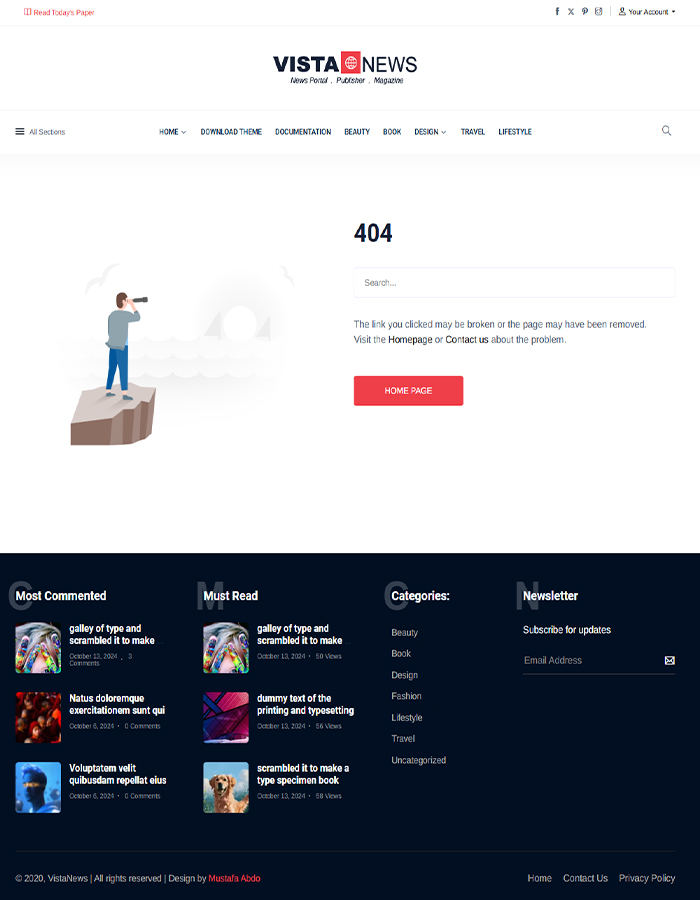 Read Today's Paper
Your Account
VISTA NEWS
News Portal . Publisher . Magazine
All Sections
HOME
DOWNLOAD THEME
DOCUMENTATION
BEAUTY
BOOK
DESIGN
TRAVEL
LIFESTYLE
404
Search...
The link you clicked may be broken or the page may have been removed.
Visit the Homepage or Contact us about the problem.
HOME PAGE
C
Most Commented
galley of type and
scrambled it to make
October 13, 2024 . 3
Comments
Natus doloremque
exercitationem sunt qui
October 6, 2024 • 0 Comments
Voluptatem velit
quibusdam repellat eius
October 6, 2024 • 0 Comments
M
Must Read
galley of type and
scrambled it to make
October 13, 2024 • 50 Views
dummy text of the
printing and typesetting
October 13, 2024 • 56 Views
scrambled it to make a
type specimen book
October 13, 2024 • 58 Views
C
Categories:
Beauty
Book
Design
Fashion
Lifestyle
Travel
Uncategorized
N
Newsletter
Subscribe for updates
Email Address
© 2020, VistaNews | All rights reserved | Design by Mustafa Abdo
Home
Contact Us
Privacy Policy